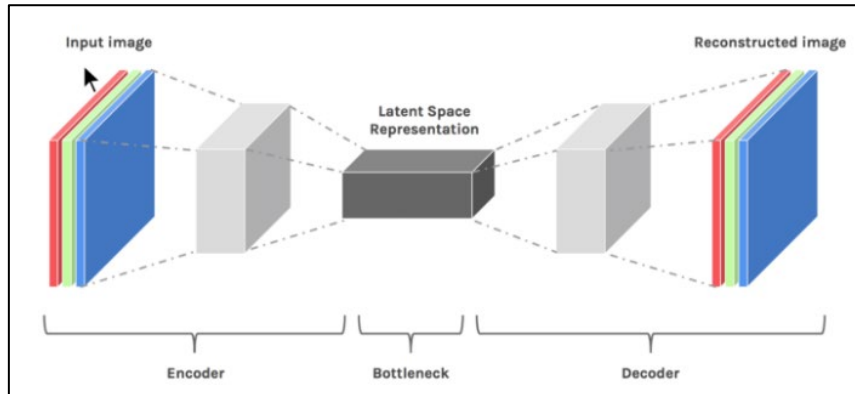 Input image
Reconstructed image
Latent Space
Representation
Encoder
Bottleneck
Decoder